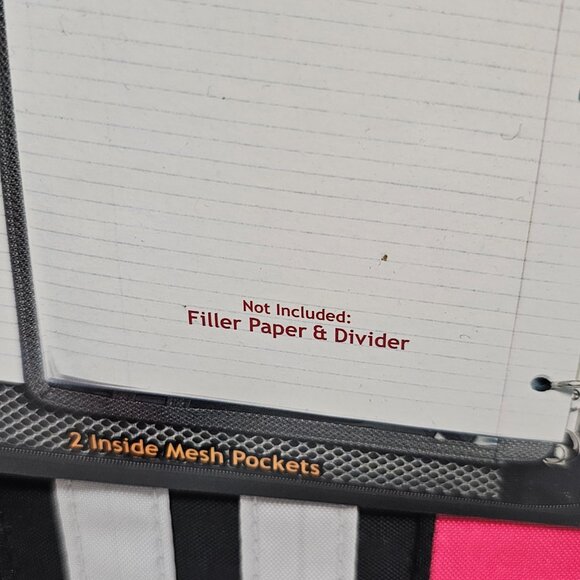 Not Included:
Filler Paper & Divider
2 Inside Mesh Pockets